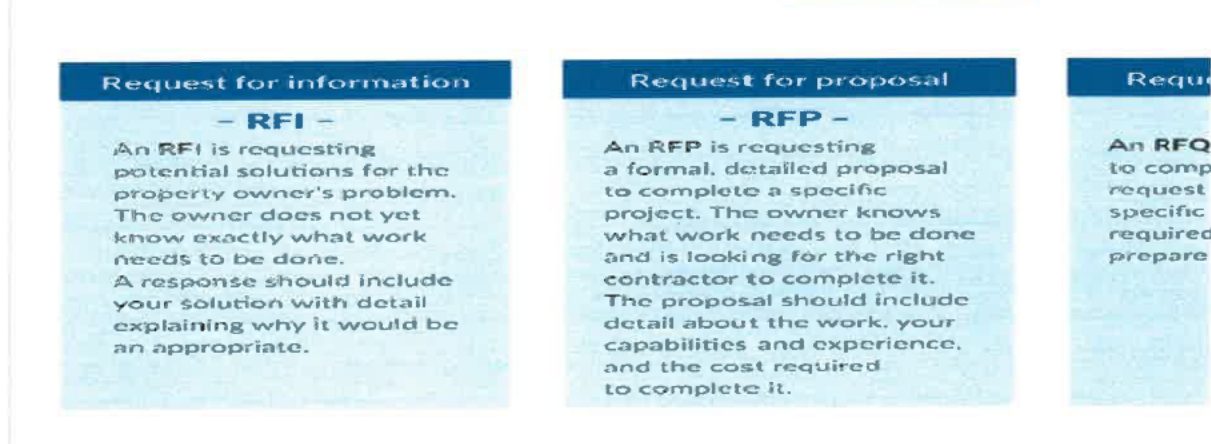 Request for information
– RFI –
An RFI is requesting
potential solutions for the
property owner's problem.
The owner does not yet
know exactly what work
needs to be done.
A response should include
your solution with detail
explaining why it would be
an appropriate.
Request for proposal
– RFP –
An RFP is requesting
a formal, detailed proposal
to complete a specific
project. The owner knows
what work needs to be done
and is looking for the right
contractor to complete it.
The proposal should include
detail about the work, your
capabilities and experience,
and the cost required
to complete it.
Reque
An RFQ
to comp
request
specific
required
prepare